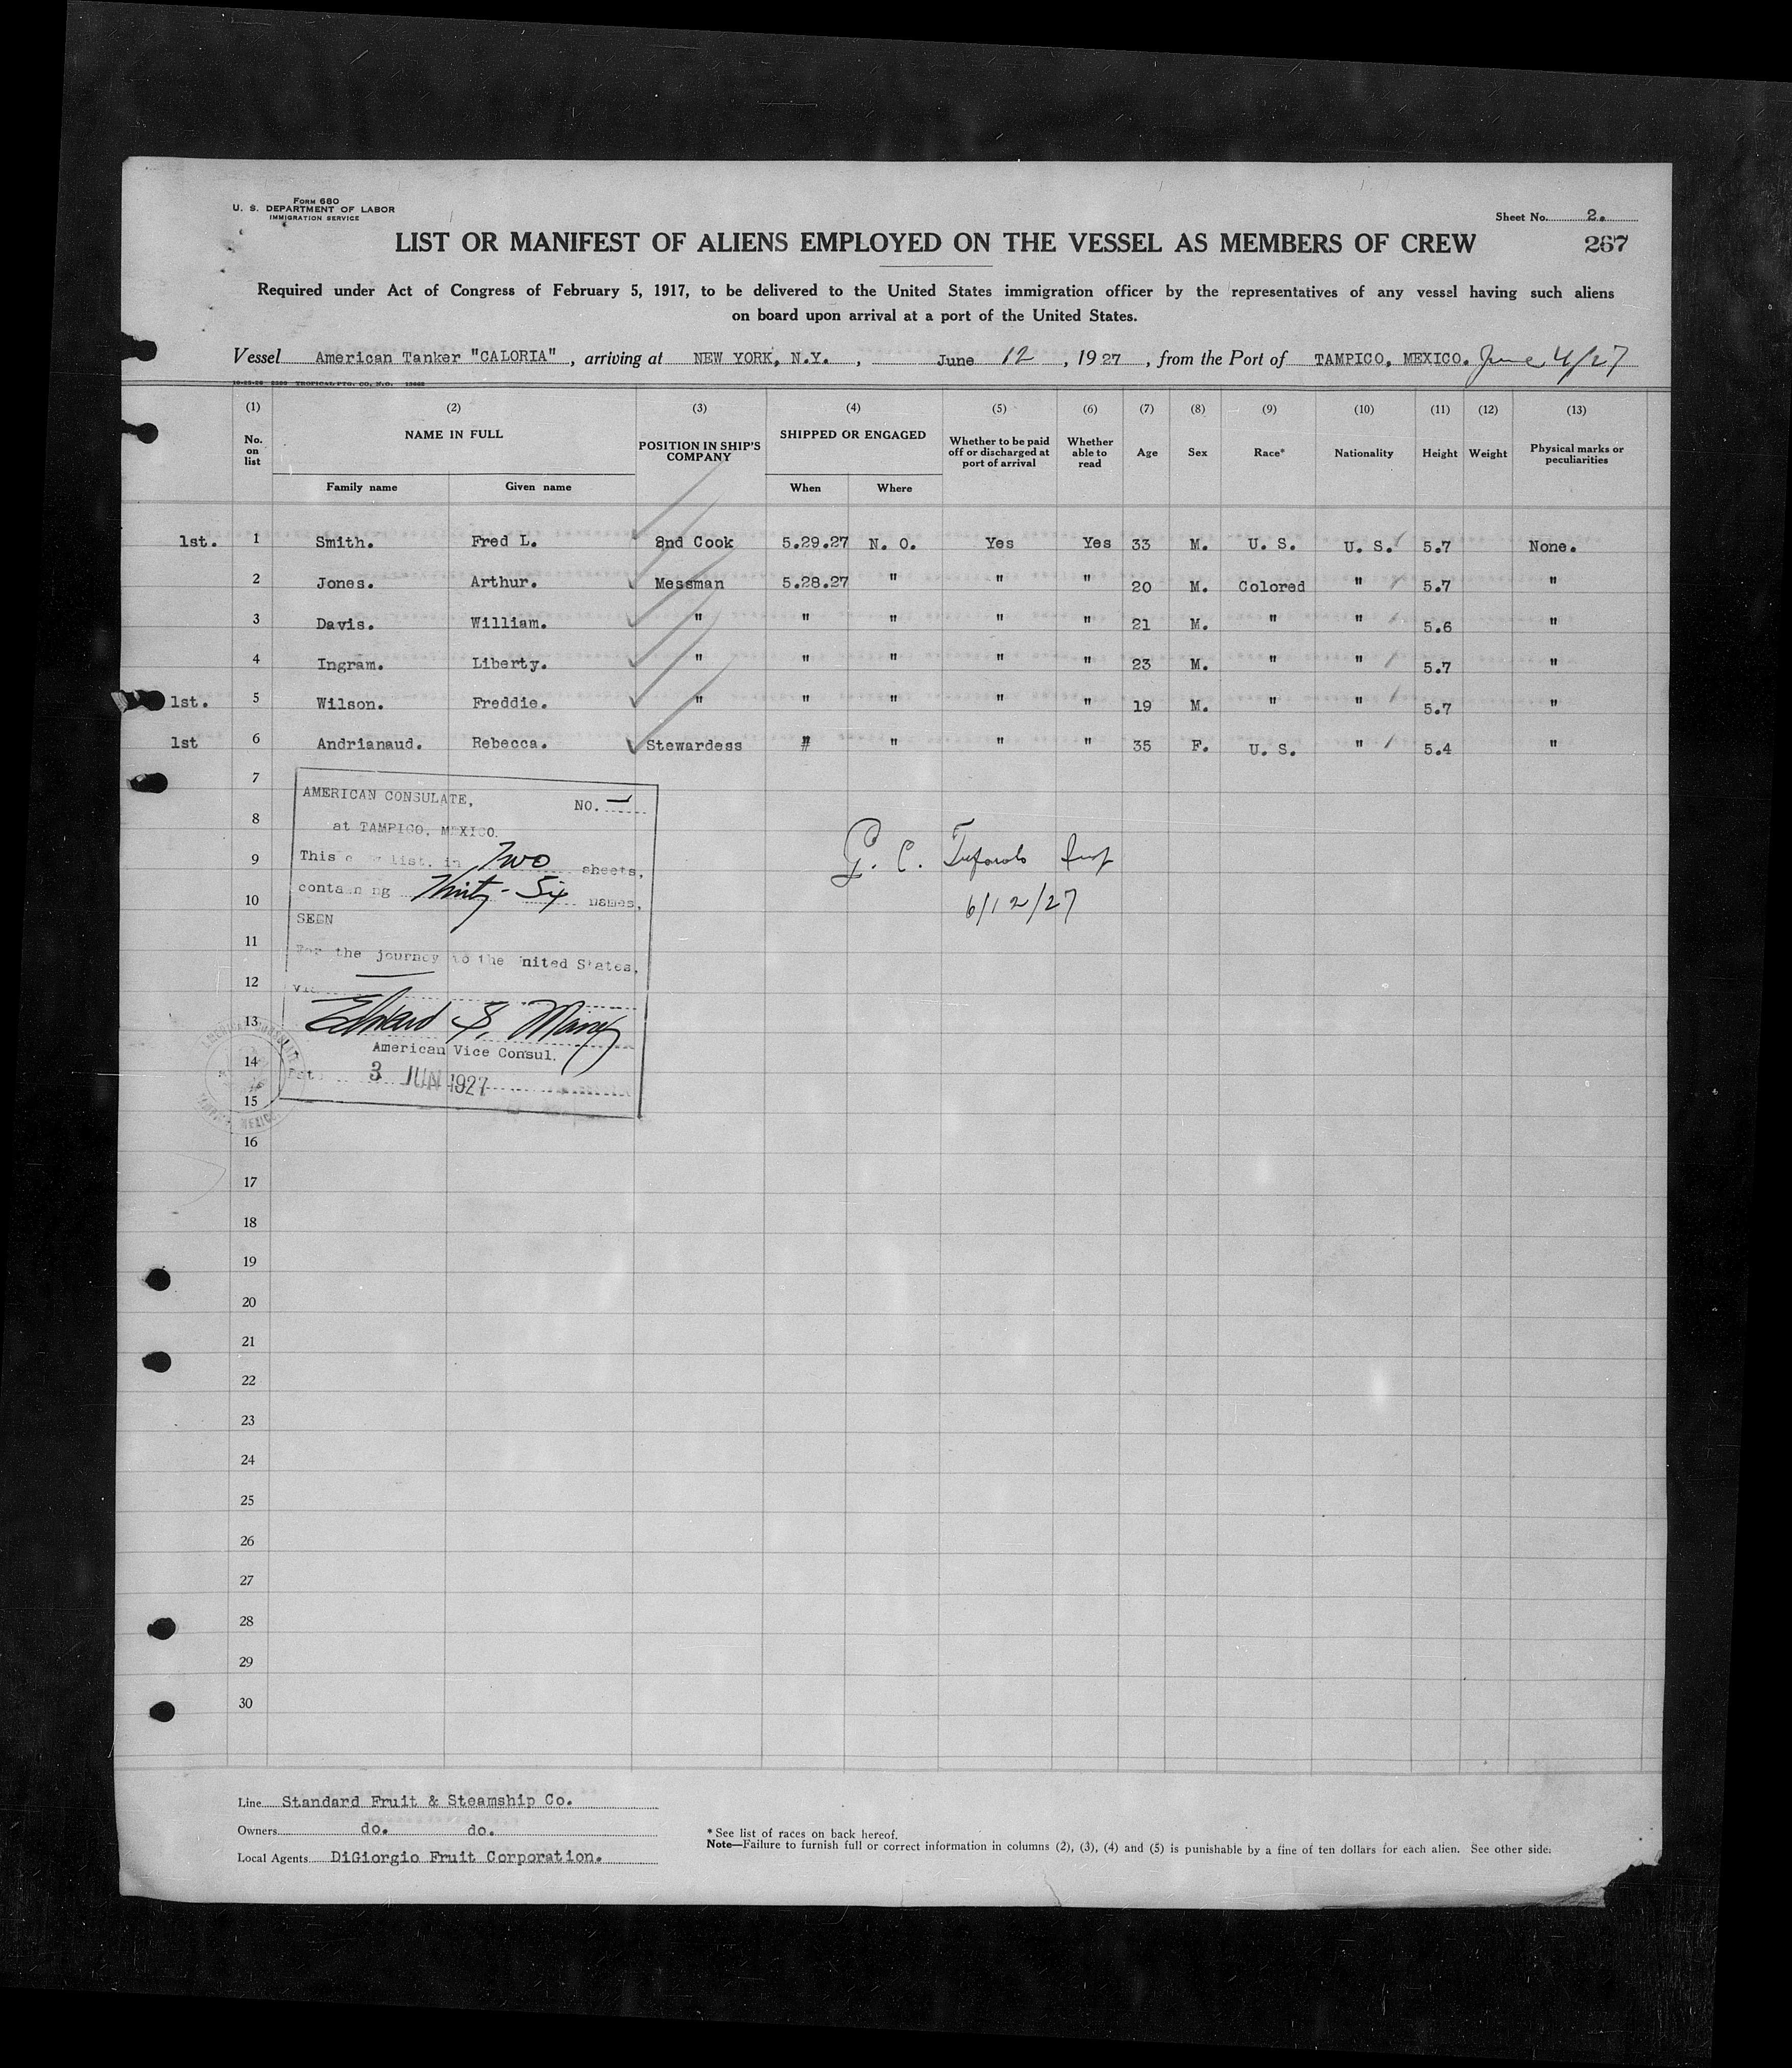 Form 680
U. S. DEPARTMENT OF LABOR
IMMIGRATION SERVICE
Sheet No. 2.
LIST OR MANIFEST OF ALIENS EMPLOYED ON THE VESSEL AS MEMBERS OF CREW
267
Required under Act of Congress of February 5, 1917, to be delivered to the United States immigration officer by the representatives of any vessel having such aliens
on board upon arrival at a port of the United States.
Vessel American Tanker "CALORIA", arriving at NEW YORK, N.Y., June 12, 1927, from the Port of TAMPICO, MEXICO. June 4/27
(1) (2) (3) (4) (5) (6) (7) (8) (9) (10) (11) (12) (13)
No. on list NAME IN FULL POSITION IN SHIP'S COMPANY SHIPPED OR ENGAGED Whether to be paid off or discharged at port of arrival Whether able to read Age Sex Race* Nationality Height Weight Physical marks or peculiarities
Family name Given name When Where
1st. 1 Smith. Fred L. 2nd Cook 5.29.27 N. O. Yes Yes 33 M. U. S. U. S. 5.7 None.
2 Jones. Arthur. Messman 5.28.27 " " " 20 M. Colored " 5.7 "
3 Davis. William. " " " " " 21 M. " " 5.6 "
4 Ingram. Liberty. " " " " " 23 M. " " 5.7 "
1st. 5 Wilson. Freddie. " " " " " 19 M. " " 5.7 "
1st 6 Andrianaud. Rebecca. Stewardess " " " " 35 F. U. S. " 5.4 "
7
AMERICAN CONSULATE, NO.
8
at TAMPICO, MEXICO.
9
This list, in Two sheets,
containing Thirty-Six names,
10
SEEN
11
For the journey to the United States,
12
via
13
Edward S.
American Vice Consul.
14
3 JUN 1927
15
G. C.
6/12/27
AMERICAN CONSULATE
TAMPICO MEXICO
16
17
18
19
20
21
22
23
24
25
26
27
28
29
30
Line Standard Fruit & Steamship Co.
Owners do. do.
Local Agents DiGiorgio Fruit Corporation.
* See list of races on back hereof.
Note—Failure to furnish full or correct information in columns (2), (3), (4) and (5) is punishable by a fine of ten dollars for each alien. See other side.